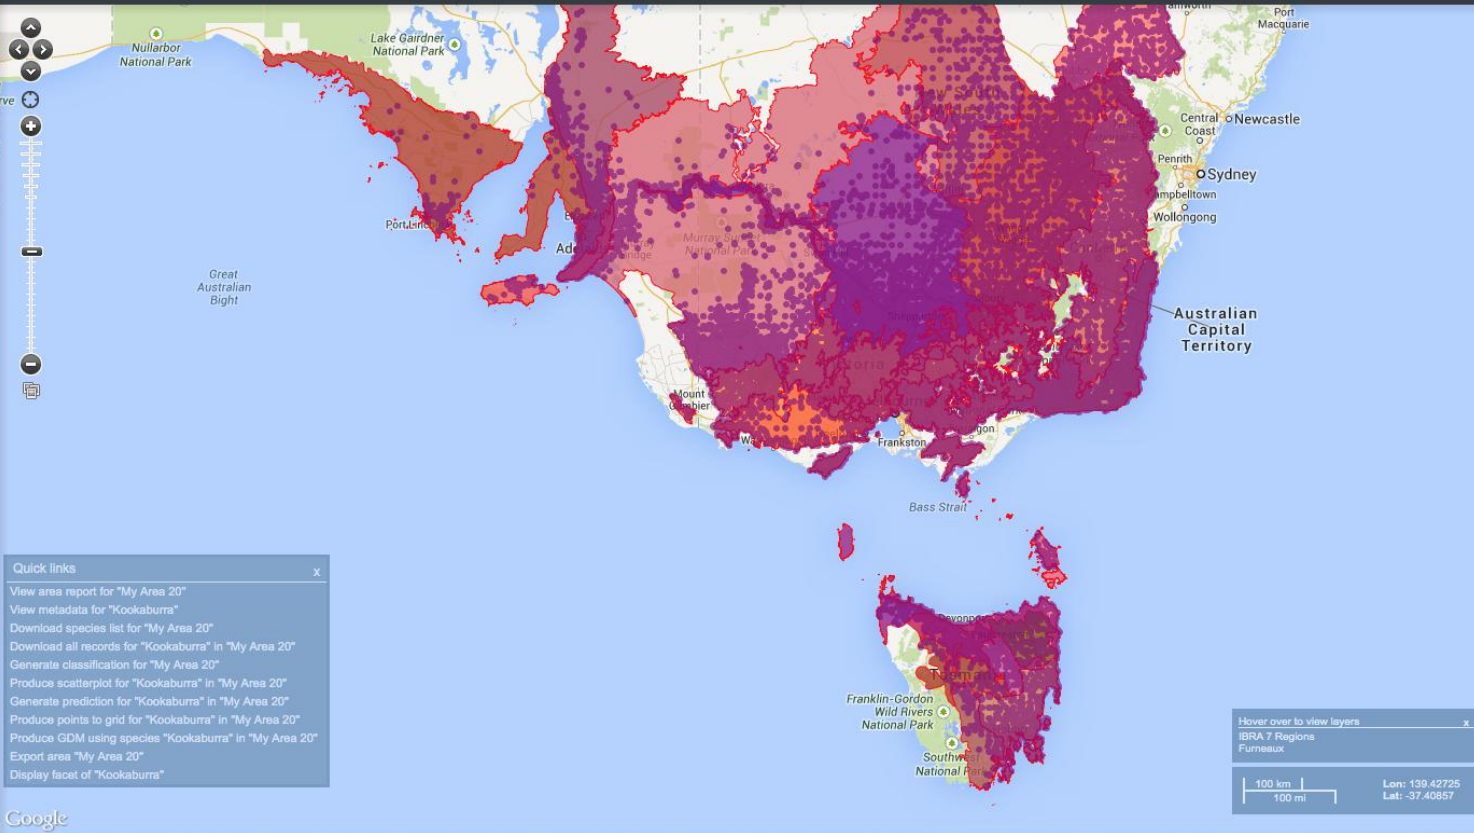 Nullarbor
National Park
Lake Gairdner
National Park
Port
Macquarie
Central
Coast
Newcastle
Penrith
Sydney
Wollongong
Great
Australian
Bight
Murray Sunset
National Park
Australian
Capital
Territory
Mount
Gambier
Frankston
Bass Strait
Devonport
Franklin-Gordon
Wild Rivers
National Park
Southwest
National Park
Quick links x
View area report for "My Area 20"
View metadata for "Kookaburra"
Download species list for "My Area 20"
Download all records for "Kookaburra" in "My Area 20"
Generate classification for "My Area 20"
Produce scatterplot for "Kookaburra" in "My Area 20"
Generate prediction for "Kookaburra" in "My Area 20"
Produce points to grid for "Kookaburra" in "My Area 20"
Produce GDM using species "Kookaburra" in "My Area 20"
Export area "My Area 20"
Display facet of "Kookaburra"
Hover over to view layers x
IBRA 7 Regions
Furneaux
100 km
100 mi
Lon: 139.42725
Lat: -37.40857
Google